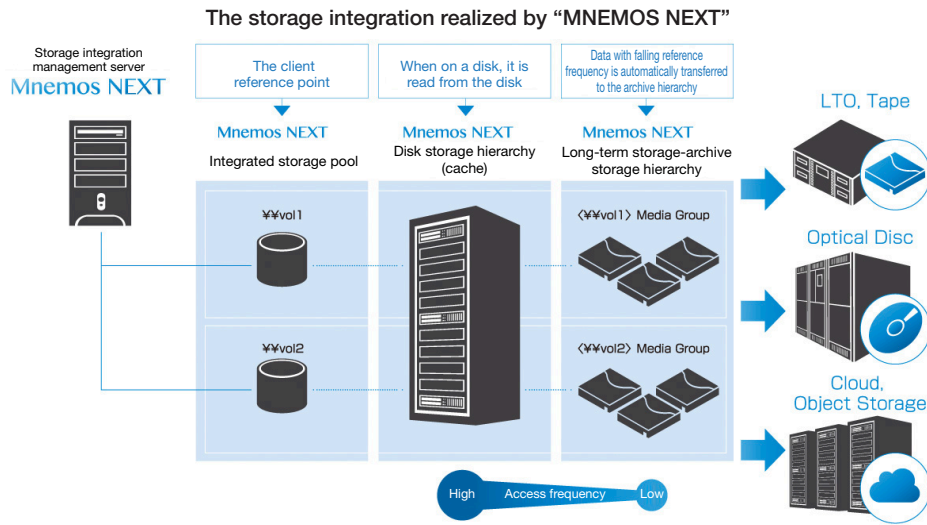 The storage integration realized by “MNEMOS NEXT”
Storage integration
management server
Mnemos NEXT
The client
reference point
When on a disk, it is
read from the disk
Data with falling reference
frequency is automatically transferred
to the archive hierarchy
Mnemos NEXT
Integrated storage pool
Mnemos NEXT
Disk storage hierarchy
(cache)
Mnemos NEXT
Long-term storage-archive
storage hierarchy
¥¥vol1
〈¥¥vol1〉 Media Group
¥¥vol2
〈¥¥vol2〉 Media Group
LTO, Tape
Optical Disc
Cloud,
Object Storage
High
Access frequency
Low